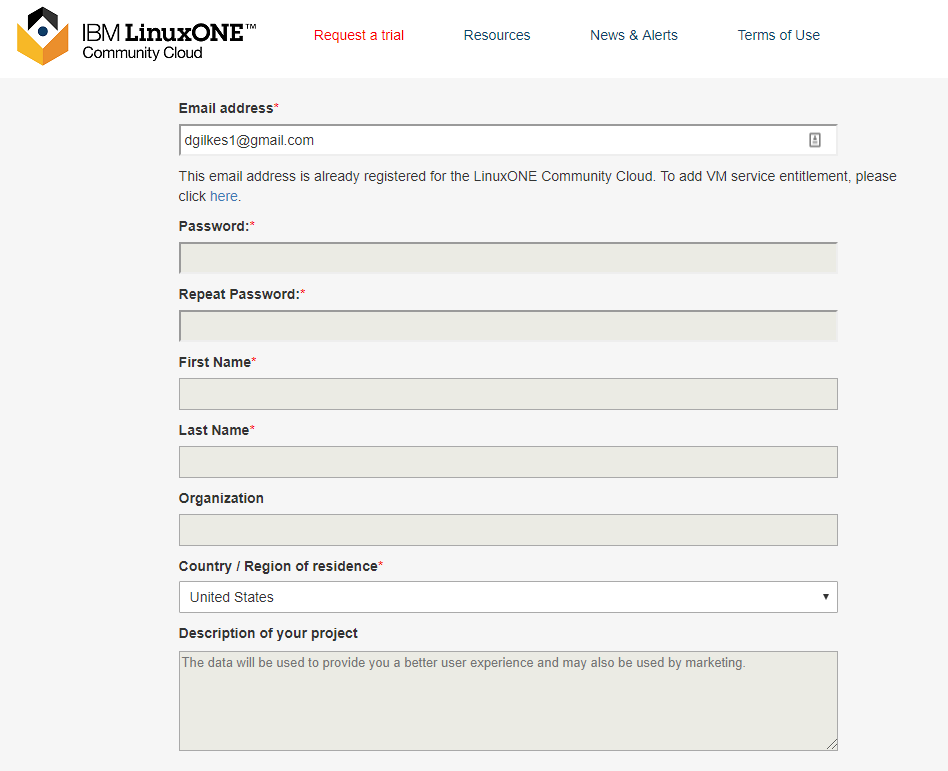 IBM LinuxONE™
Community Cloud
Request a trial
Resources
News & Alerts
Terms of Use
Email address*
dgilkes1@gmail.com
This email address is already registered for the LinuxONE Community Cloud. To add VM service entitlement, please
click here.
Password:*
Repeat Password:*
First Name*
Last Name*
Organization
Country / Region of residence*
United States
Description of your project
The data will be used to provide you a better user experience and may also be used by marketing.